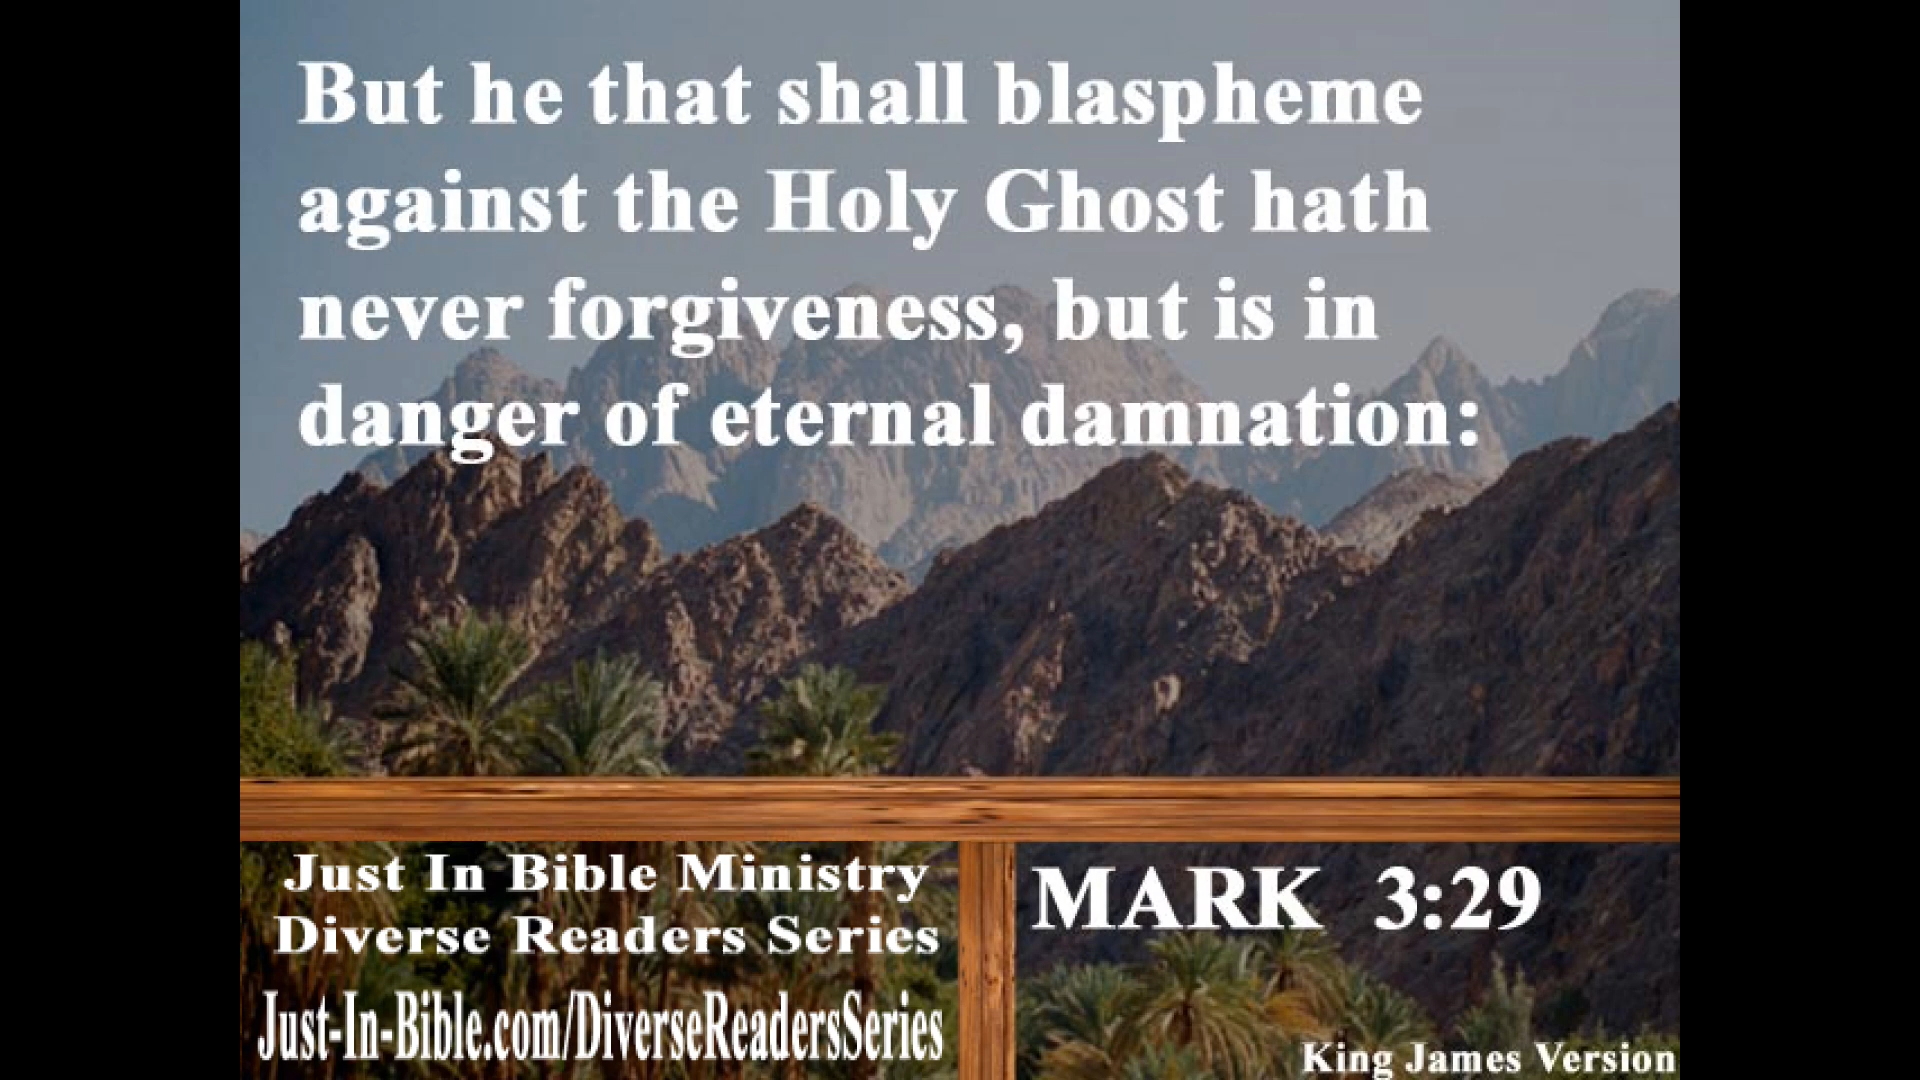 But he that shall blaspheme
against the Holy Ghost hath
never forgiveness, but is in
danger of eternal damnation:
Just In Bible Ministry
Diverse Readers Series
Just-In-Bible.com/DiverseReadersSeries
MARK 3:29
King James Version